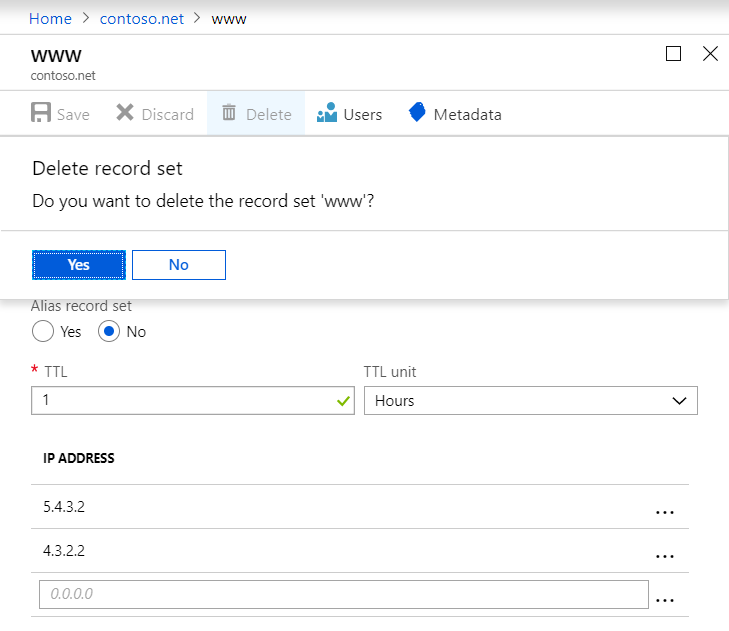 Home > contoso.net > www
www
contoso.net
Save Discard Delete Users Metadata
Delete record set
Do you want to delete the record set 'www'?
Yes No
Alias record set
Yes No
* TTL TTL unit
1 Hours
IP ADDRESS
5.4.3.2 ...
4.3.2.2 ...
0.0.0.0 ...